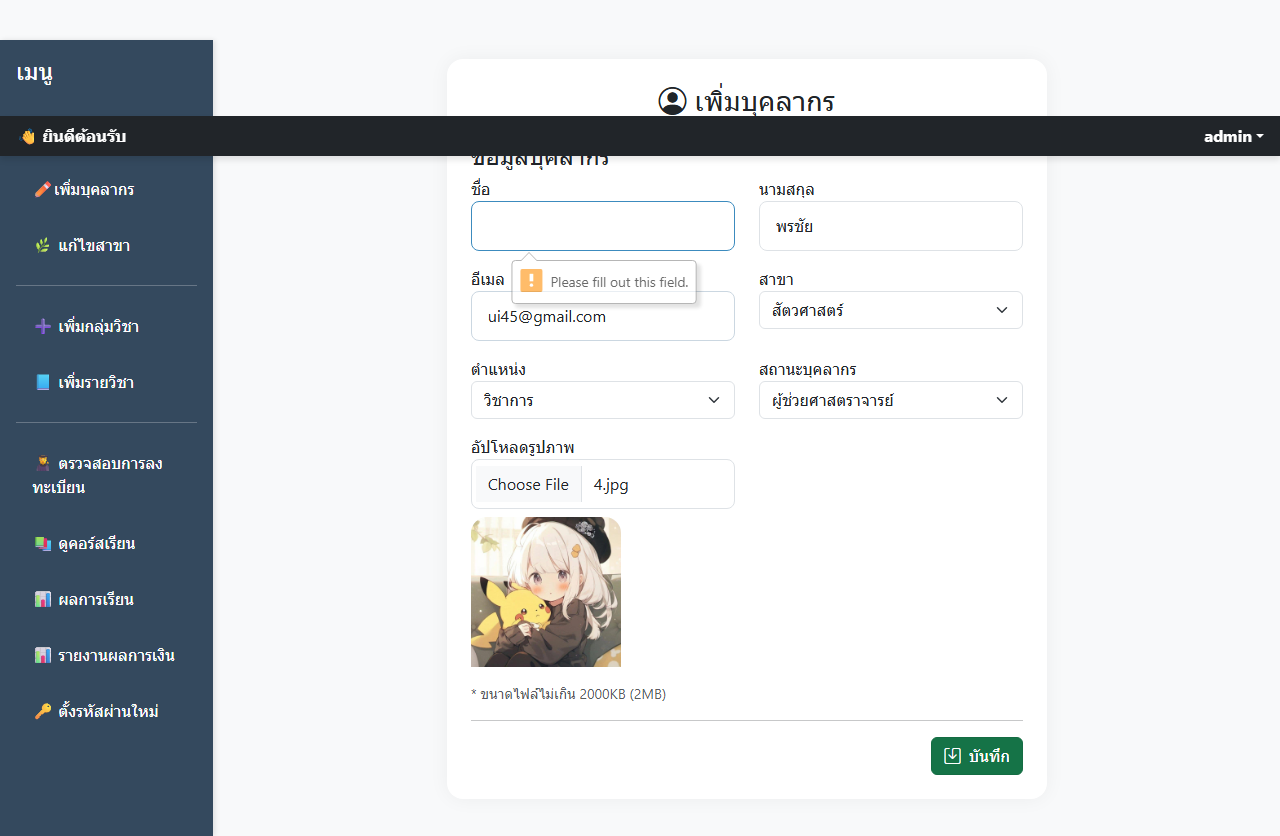 เมนู
เพิ่มบุคลากร
👋 ยินดีต้อนรับ
admin
ข้อมูลบุคลากร
เพิ่มบุคลากร
แก้ไขสาขา
เพิ่มกลุ่มวิชา
เพิ่มรายวิชา
ตรวจสอบการลง
ทะเบียน
ดูคอร์สเรียน
ผลการเรียน
รายงานผลการเงิน
ตั้งรหัสผ่านใหม่
ชื่อ
นามสกุล
พรชัย
Please fill out this field.
อีเมล
สาขา
ui45@gmail.com
สัตวศาสตร์
ตำแหน่ง
สถานะบุคลากร
วิชาการ
ผู้ช่วยศาสตราจารย์
อัปโหลดรูปภาพ
Choose File 4.jpg
* ขนาดไฟล์ไม่เกิน 2000KB (2MB)
บันทึก